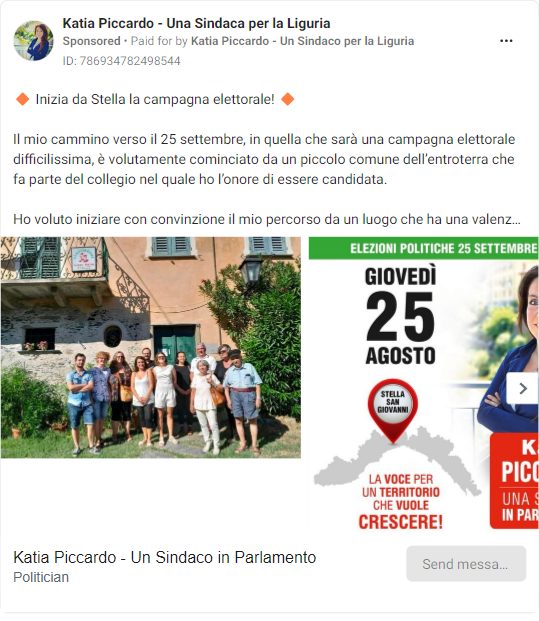 Katia Piccardo - Una Sindaca per la Liguria
Sponsored • Paid for by Katia Piccardo - Un Sindaco per la Liguria
ID: 786934782498544
🔶 Inizia da Stella la campagna elettorale! 🔶
Il mio cammino verso il 25 settembre, in quella che sarà una campagna elettorale
difficilissima, è volutamente cominciato da un piccolo comune dell'entroterra che
fa parte del collegio nel quale ho l'onore di essere candidata.
Ho voluto iniziare con convinzione il mio percorso da un luogo che ha una valenz...
ELEZIONI POLITICHE 25 SETTEMBRE
GIOVEDÌ
25
AGOSTO
STELLA
SAN
GIOVANNI
LA VOCE PER
UN TERRITORIO
CHE VUOLE
CRESCERE!
K
PICC
UNA S
IN PAR
Katia Piccardo - Un Sindaco in Parlamento
Politician
Send messa...